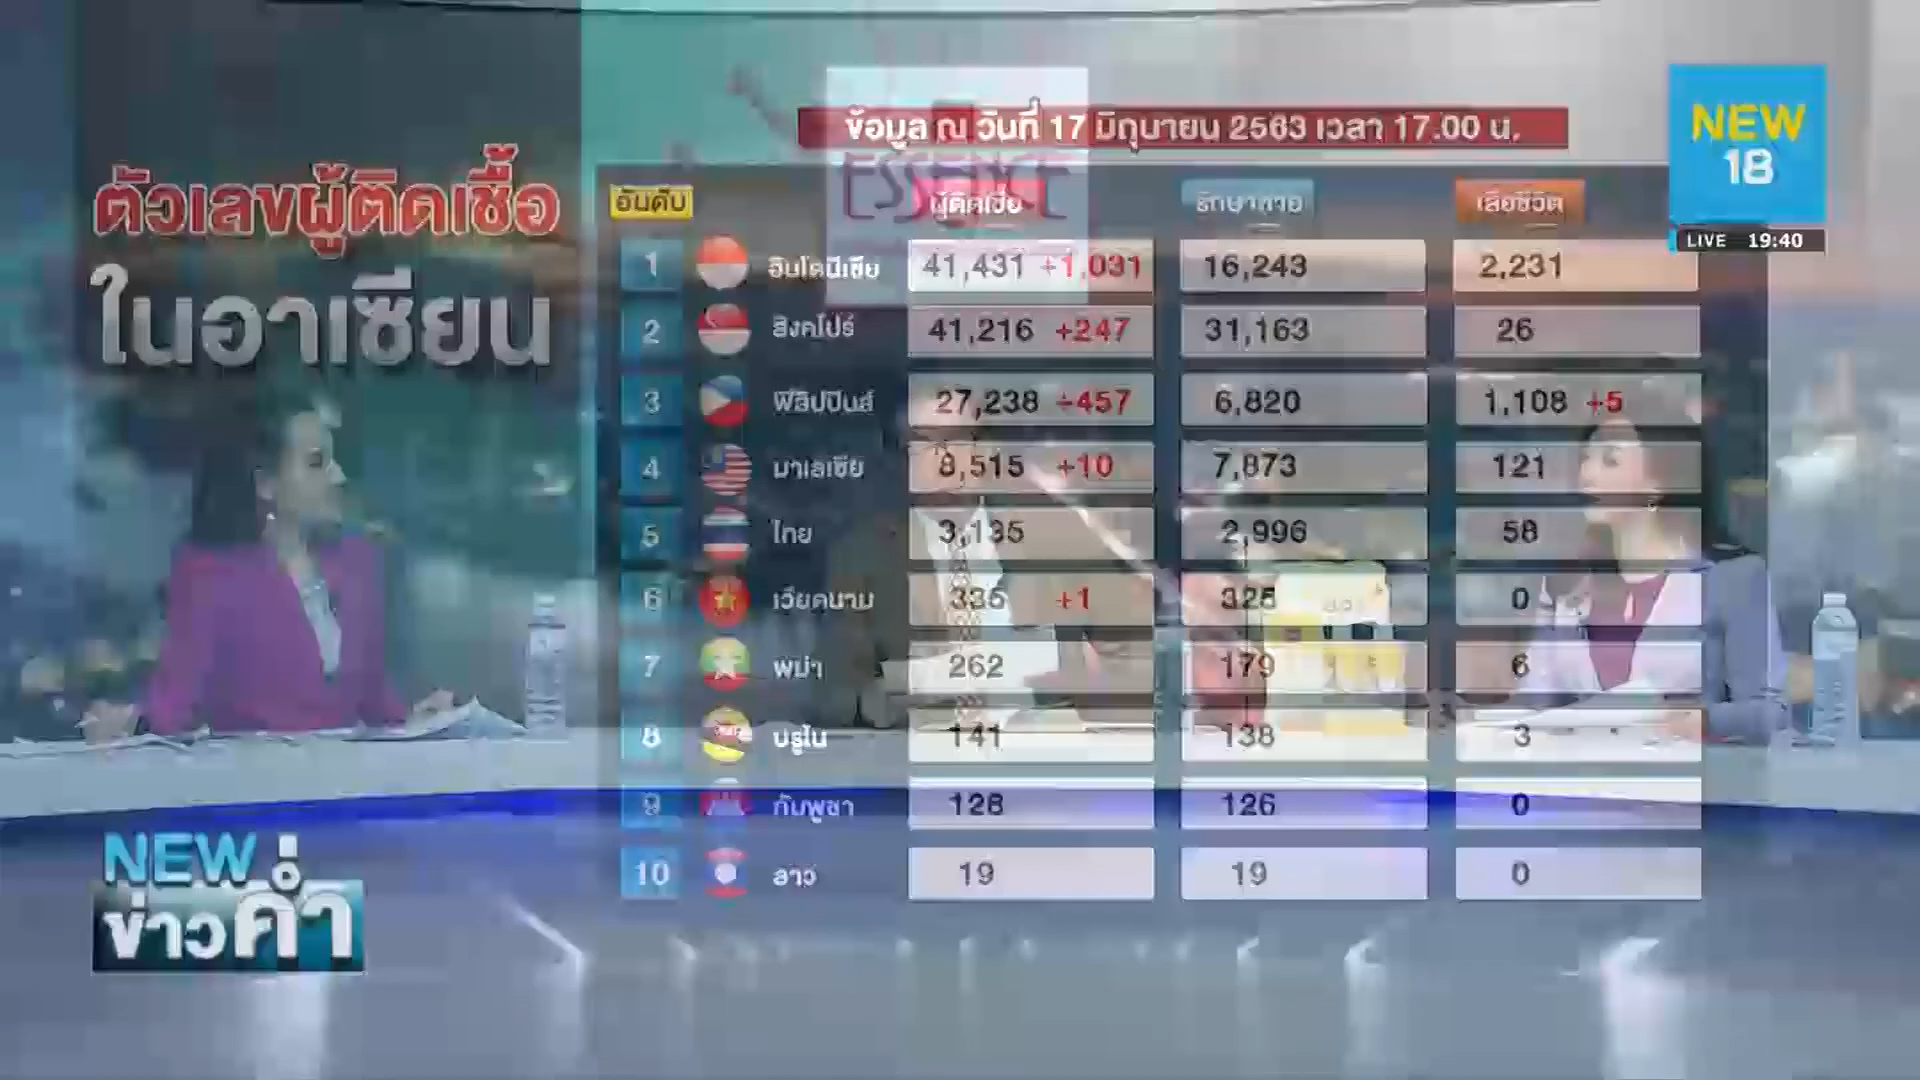 ข้อมูล ณ วันที่ 17 มิถุนายน 2563 เวลา 17.00 น.
NEW
18
LIVE 19:40
ตัวเลขผู้ติดเชื้อ
ในอาเซียน
ESSENCE
อันดับ ผู้ติดเชื้อ รักษาหาย เสียชีวิต
1 อินโดนีเซีย 41,431 +1,031 16,243 2,231
2 สิงคโปร์ 41,216 +247 31,163 26
3 ฟิลิปปินส์ 27,238 +457 6,820 1,108 +5
4 มาเลเซีย 8,515 +10 7,873 121
5 ไทย 3,135 2,996 58
6 เวียดนาม 335 +1 325 0
7 พม่า 262 179 6
8 บรูไน 141 138 3
9 กัมพูชา 128 126 0
10 ลาว 19 19 0
NEW
ข่าวค่ำ